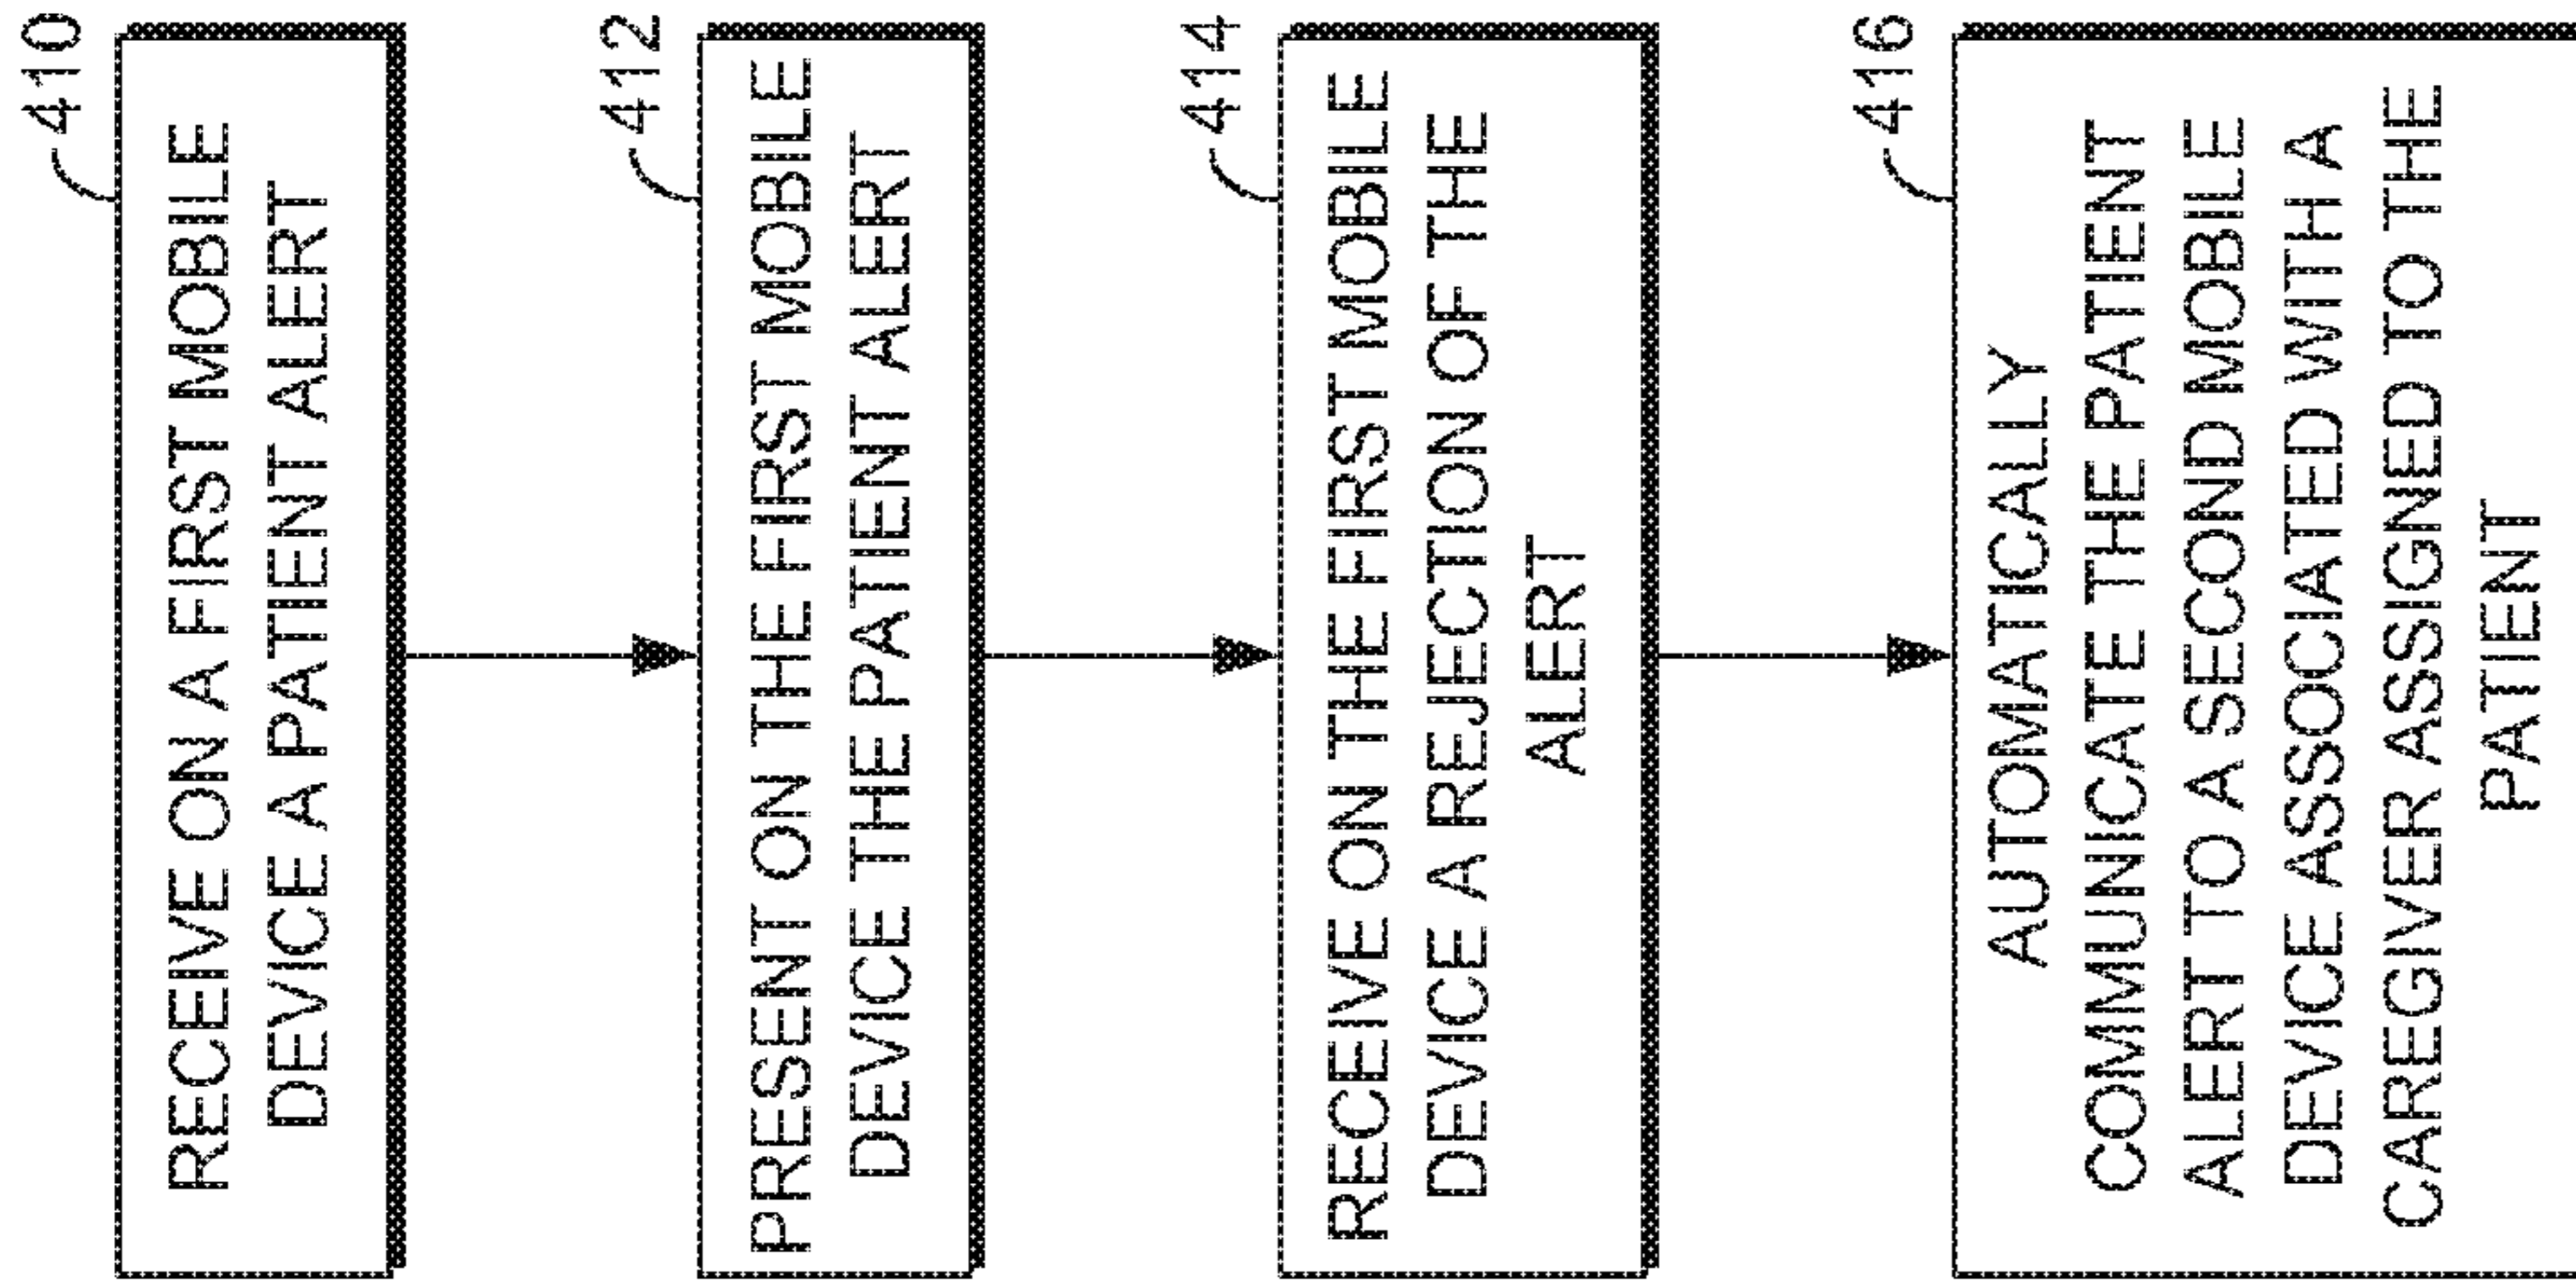 410
RECEIVE ON A FIRST MOBILE
DEVICE A PATIENT ALERT
412
PRESENT ON THE FIRST MOBILE
DEVICE THE PATIENT ALERT
414
RECEIVE ON THE FIRST MOBILE
DEVICE A REJECTION OF THE
ALERT
416
AUTOMATICALLY
COMMUNICATE THE PATIENT
ALERT TO A SECOND MOBILE
DEVICE ASSOCIATED WITH A
CAREGIVER ASSIGNED TO THE
PATIENT